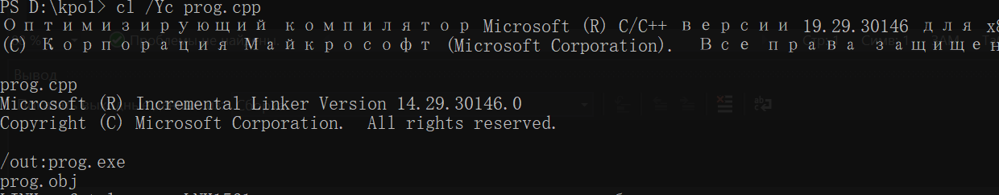 PS D:\kpol> cl /Yc prog.cpp
Оптимизирующий компилятор Microsoft (R) C/C++ версии 19.29.30146 для x8
(C) Корпорация Майкрософт (Microsoft Corporation). Все права защищен
Вывод
prog.cpp
Microsoft (R) Incremental Linker Version 14.29.30146.0
Copyright (C) Microsoft Corporation. All rights reserved.
/out:prog.exe
prog.obj